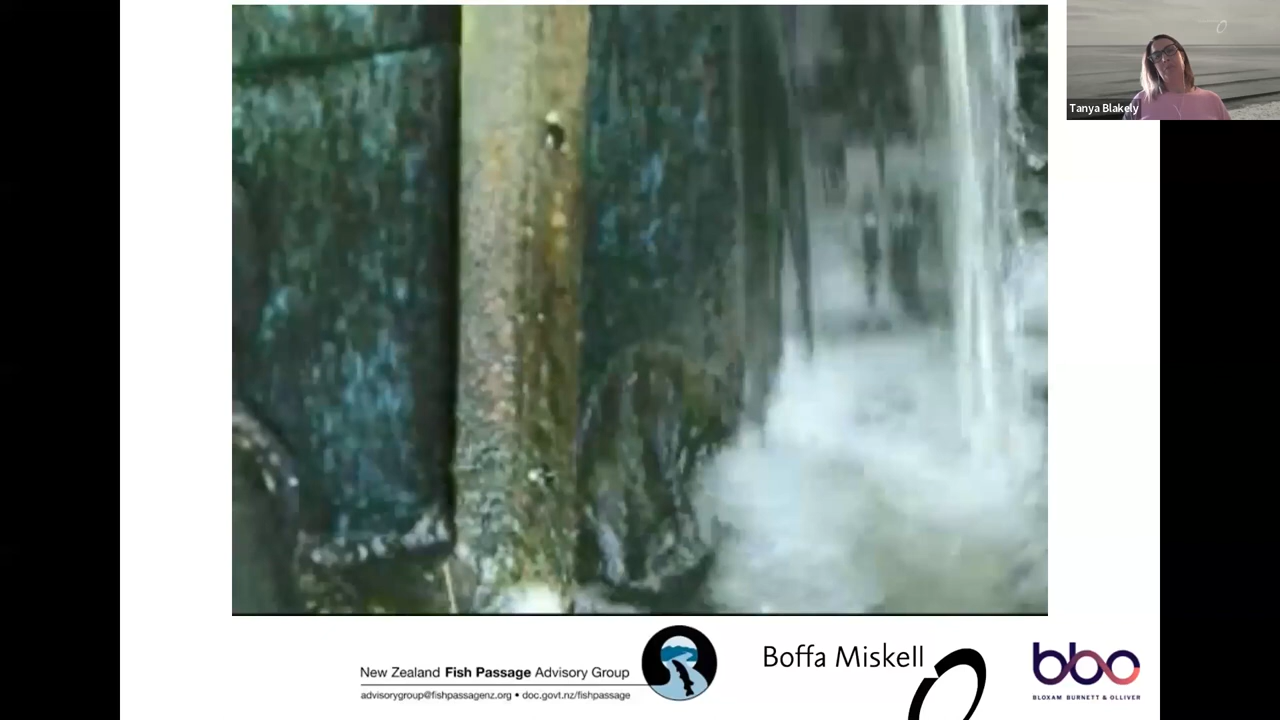 Tanya Blakely
New Zealand Fish Passage Advisory Group
advisorygroup@fishpassagenz.org • doc.govt.nz/fishpassage
Boffa Miskell
bbo
BLOXAM BURNETT & OLLIVER